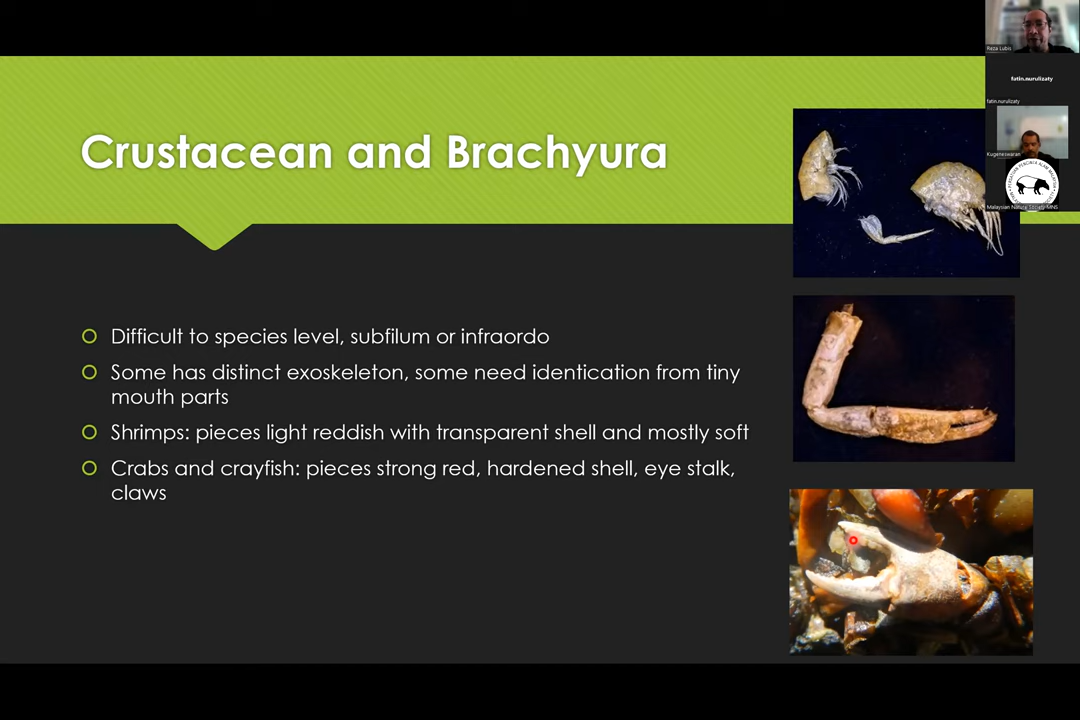 Crustacean and Brachyura
Difficult to species level, subfilum or infraordo
Some has distinct exoskeleton, some need identication from tiny
mouth parts
Shrimps: pieces light reddish with transparent shell and mostly soft
Crabs and crayfish: pieces strong red, hardened shell, eye stalk,
claws
Reza Lubis
fatin.nurulizaty
fatin.nurulizaty
Kugeneswaran
Malaysian Nature Society MNS